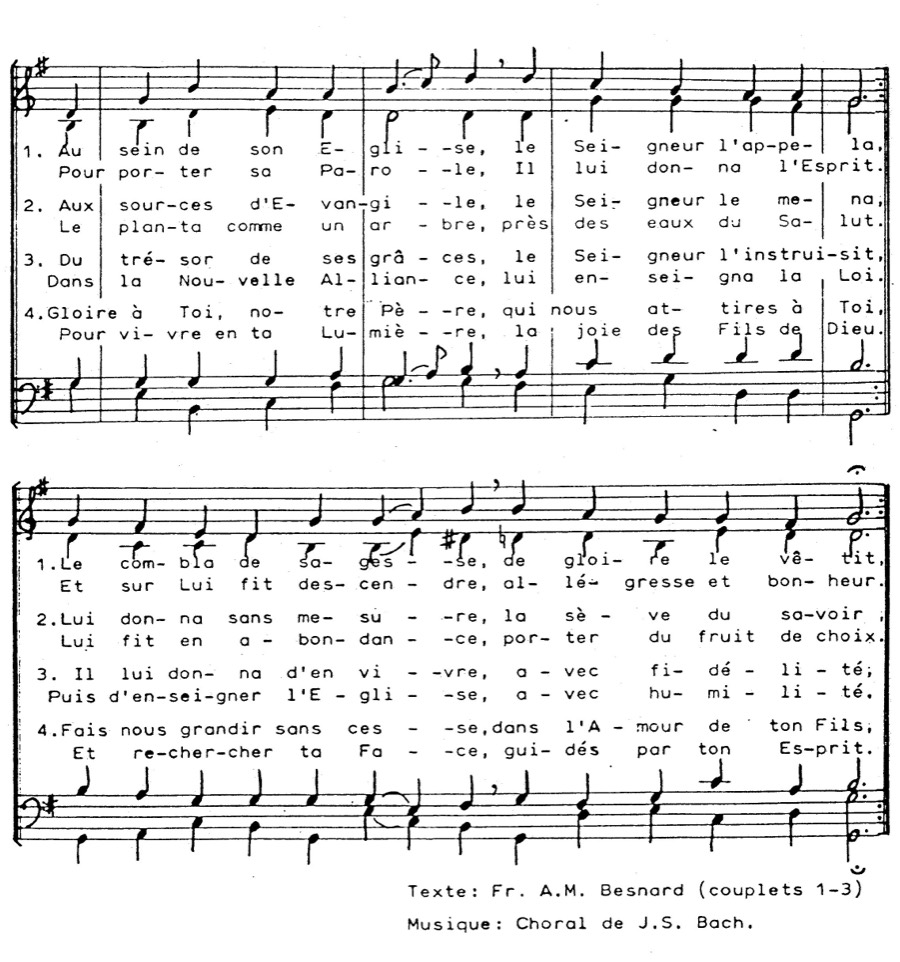 1. Au sein de son E- gli - -se, le Sei- gneur l'ap-pe- la,
Pour por- ter sa Pa- ro - -le, Il lui don- na l'Esprit.
2. Aux sour-ces d'E- van-gi - -le, le Sei- gneur le me- na,
Le plan-ta comme un ar - bre, près des eaux du Sa- lut.
3. Du tré- sor de ses grâ - ces, le Sei- gneur l'instrui-sit,
Dans la Nou- velle Al- lian- ce, lui en- sei- gna la Loi.
4.Gloire à Toi, no- tre Pè - -re, qui nous at- tires à Toi,
Pour vi- vre en ta Lu- miè - -re, la joie des Fils de Dieu.
1.Le com- bla de sa- ges - -se, de gloi- re le vê- tit,
Et sur Lui fit des- cen - dre, al- lé- gresse et bon- heur.
2.Lui don- na sans me- su - -re, la sè - ve du sa-voir ,
Lui fit en a - bon- dan - -ce, por- ter du fruit de choix.
3. Il lui don- na d'en vi - -vre, a - vec fi- dé - li - té;
Puis d'en-sei-gner l'E - gli - -se, a - vec hu- mi - li - té.
4.Fais nous grandir sans ces - -se,dans l'A - mour de ton Fils;
Et re-cher-cher ta Fa - -ce, gui- dés par ton Es-prit.
Texte: Fr. A.M. Besnard (couplets 1-3)
Musique: Choral de J.S. Bach.